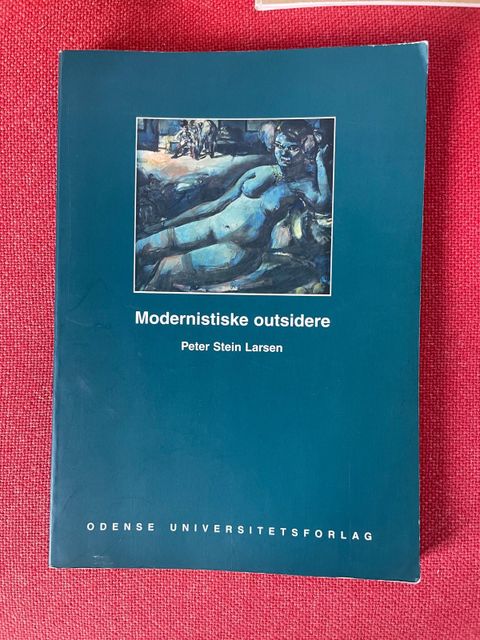 Modernistiske outsidere
Peter Stein Larsen
ODENSE UNIVERSITETSFORLAG